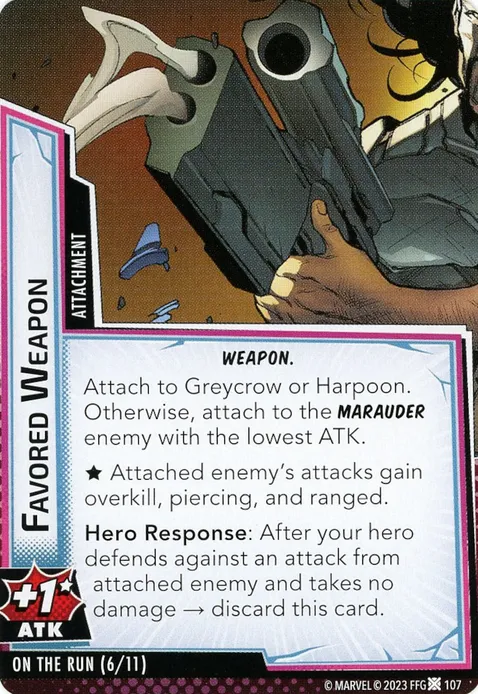 FAVORED WEAPON
ATTACHMENT
WEAPON.
Attach to Greycrow or Harpoon.
Otherwise, attach to the MARAUDER
enemy with the lowest ATK.
★ Attached enemy's attacks gain
overkill, piercing, and ranged.
Hero Response: After your hero
defends against an attack from
attached enemy and takes no
damage → discard this card.
+1★
ATK
ON THE RUN (6/11)
© MARVEL © 2023 FFG 107